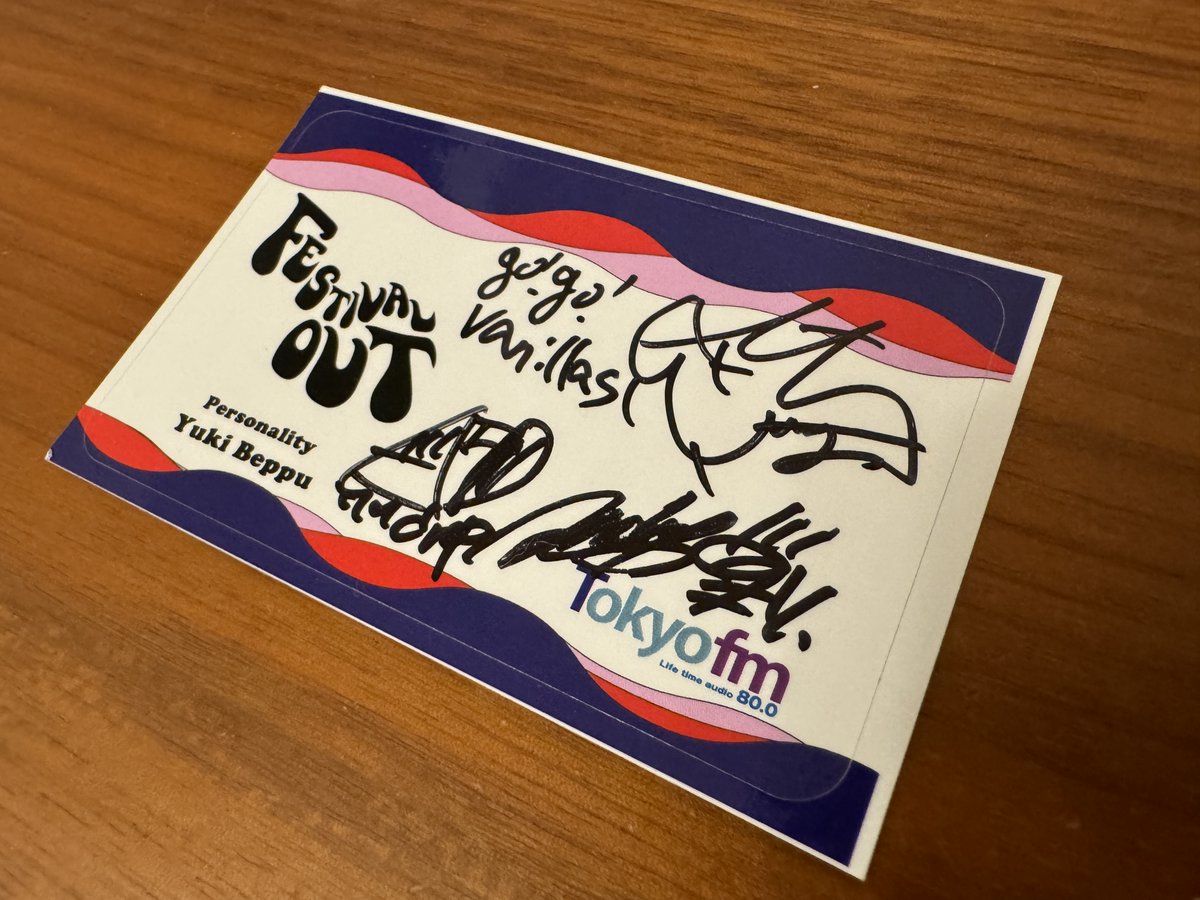 FESTIVAL
OUT
Personality
Yuki Beppu
go!go!
vanillas
Tokyofm
Life time audio 80.0